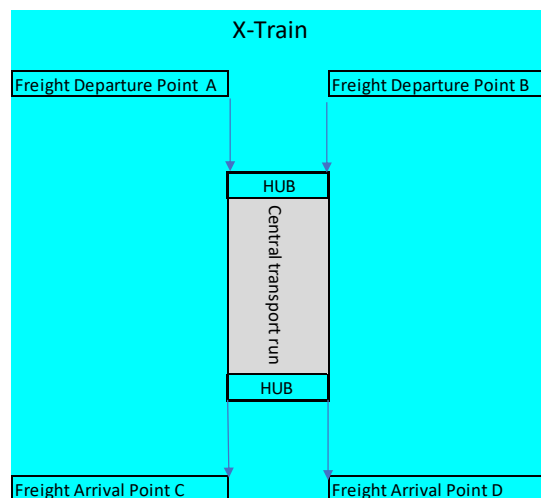 X-Train
Freight Departure Point A
Freight Departure Point B
HUB
Central transport run
HUB
Freight Arrival Point C
Freight Arrival Point D